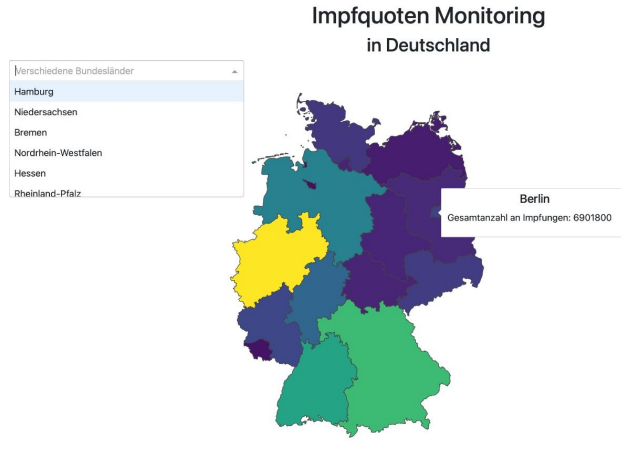 Impfquoten Monitoring
in Deutschland
Verschiedene Bundesländer
Hamburg
Niedersachsen
Bremen
Nordrhein-Westfalen
Hessen
Rheinland-Pfalz
Berlin
Gesamtanzahl an Impfungen: 6901800